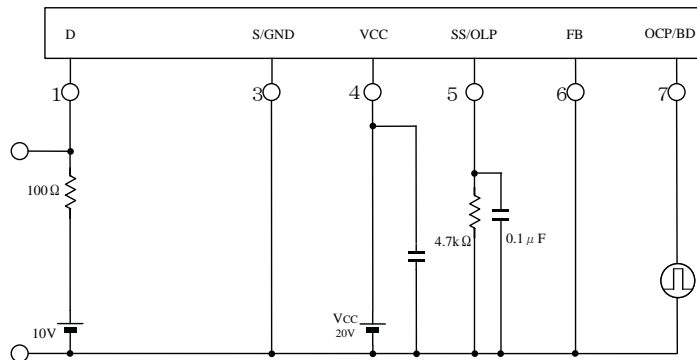 D S/GND VCC SS/OLP FB OCP/BD
1 3 4 5 6 7
100Ω
4.7kΩ 0.1μF
10V
VCC
20V